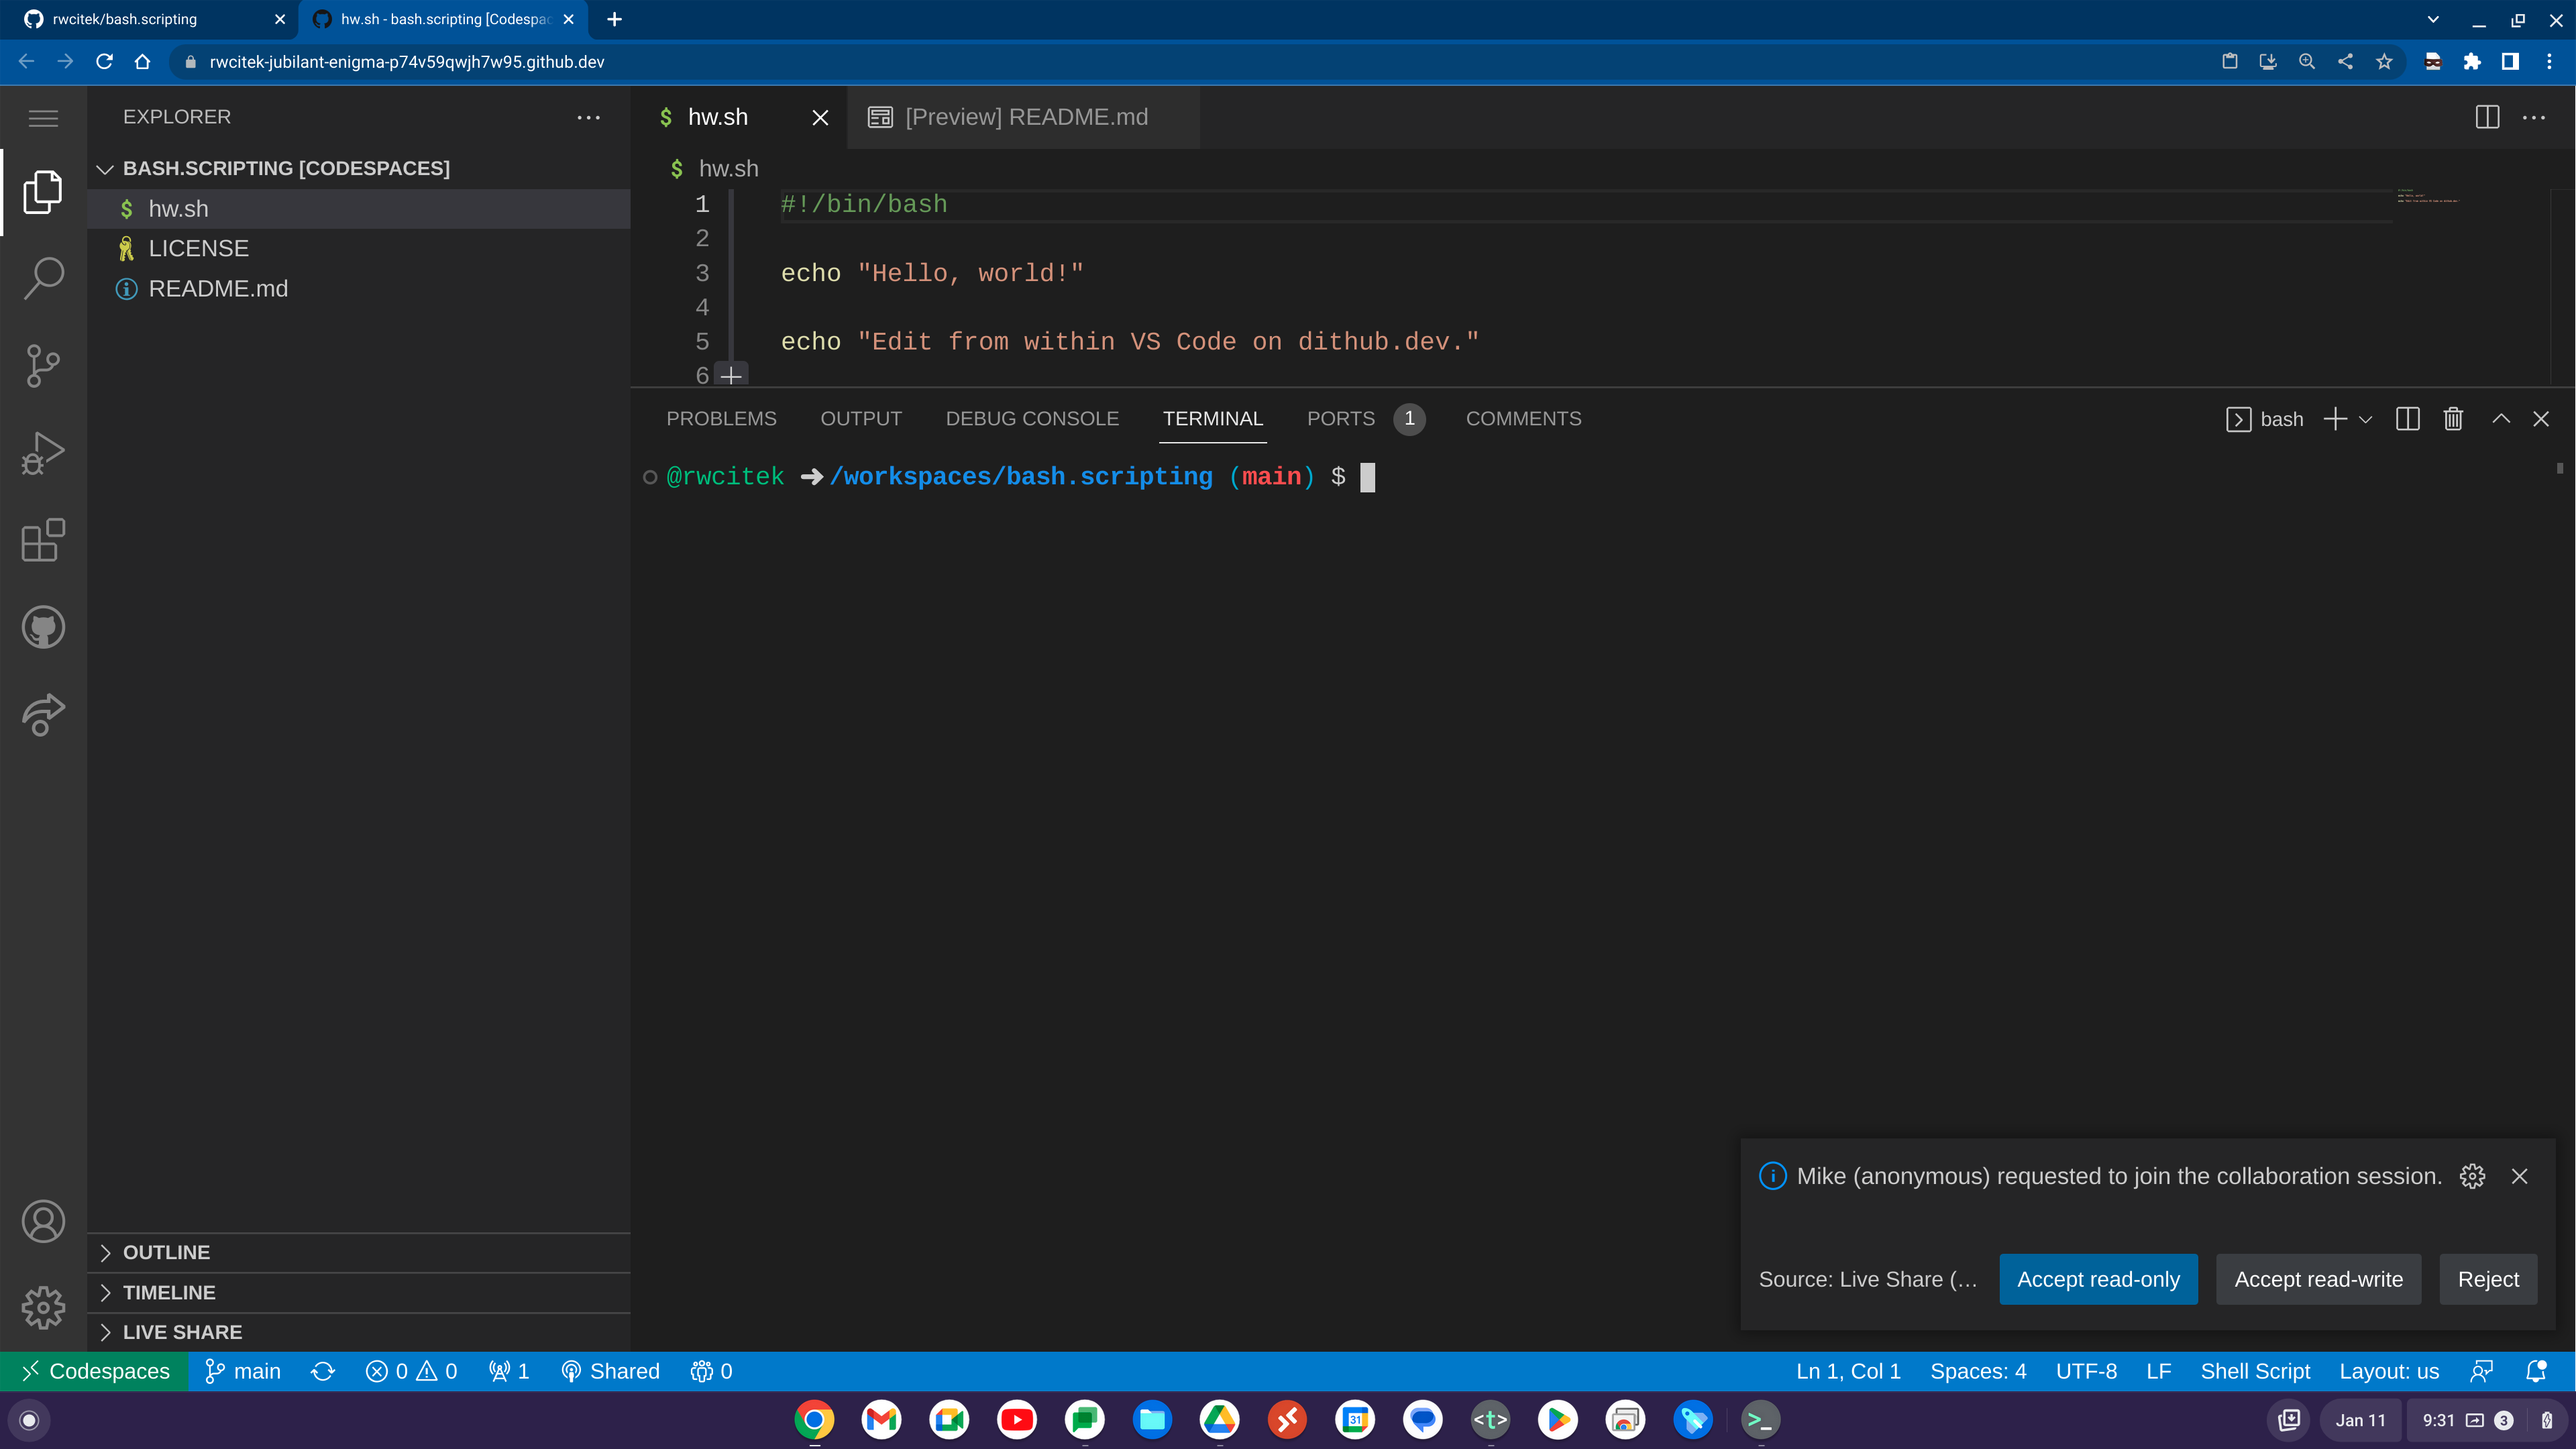 rwcitek/bash.scripting
hw.sh - bash.scripting [Codespac
rwcitek-jubilant-enigma-p74v59qwjh7w95.github.dev
EXPLORER
BASH.SCRIPTING [CODESPACES]
$ hw.sh
LICENSE
README.md
OUTLINE
TIMELINE
LIVE SHARE
$ hw.sh
[Preview] README.md
$ hw.sh
1 #!/bin/bash
2
3 echo "Hello, world!"
4
5 echo "Edit from within VS Code on dithub.dev."
6
PROBLEMS OUTPUT DEBUG CONSOLE TERMINAL PORTS 1 COMMENTS
bash
@rwcitek ➜ /workspaces/bash.scripting (main) $
Mike (anonymous) requested to join the collaboration session.
Source: Live Share (… Accept read-only Accept read-write Reject
Codespaces main 0 0 1 Shared 0
Ln 1, Col 1 Spaces: 4 UTF-8 LF Shell Script Layout: us
31
<t>
>_
Jan 11 9:31 3